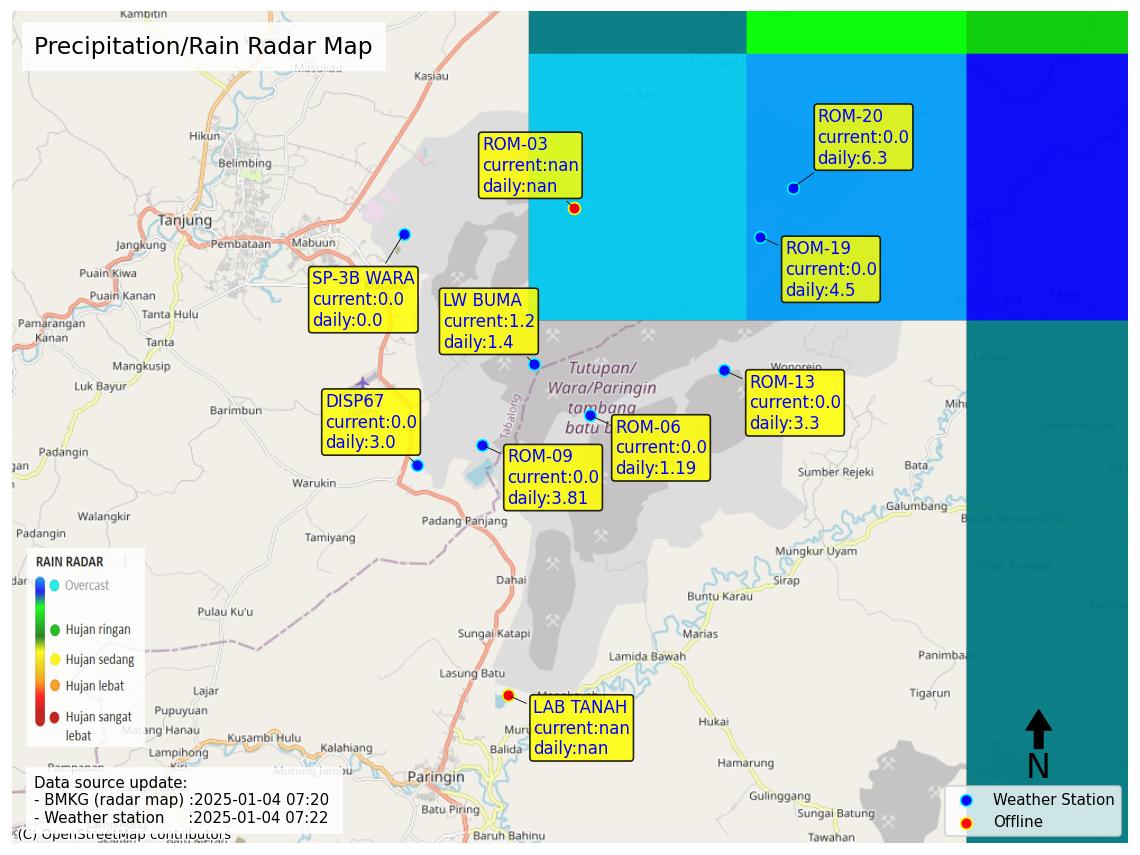 Kambitin
Precipitation/Rain Radar Map
Masukau
Kasiau
Masingai I
Lok Batu
Hikun
Belimbing
ROM-03
current:nan
daily:nan
ROM-20
current:0.0
daily:6.3
Tanjung
Jangkung
Pembataan
Mabuun
Puain Kiwa
Puain Kanan
Tanta Hulu
SP-3B WARA
current:0.0
daily:0.0
ROM-19
current:0.0
daily:4.5
Gunung Riut
Karya
LW BUMA
current:1.2
daily:1.4
Pamarangan
Kanan
Tanta
Mangkusip
Luk Bayur
Barimbun
Tutupan/
Wara/Paringin
tambang
batu b
Tabalong
Wonorejo
Lalayau
Mihu
ROM-13
current:0.0
daily:3.3
DISP67
current:0.0
daily:3.0
ROM-06
current:0.0
daily:1.19
ROM-09
current:0.0
daily:3.81
Sumber Agung
Sumber Rejeki
Bata
Galumbang
Baruh Panyambaran
Warukin
Walangkir
Padangin
Tamiyang
Padang Panjang
Mungkur Uyam
Binjai Punggal
Sirap
Dahai
Buntu Karau
RAIN RADAR
Overcast
Hujan ringan
Hujan sedang
Hujan lebat
Hujan sangat
lebat
Pulau Ku'u
Sungai Katapi
Marias
Lamida Bawah
Panimbaan
Lasung Batu
Tigarun
Lajar
Pupuyuan
Matang Hanau
Kusambi Hulu
Lampihong
Kalahiang
Murung Jambu
LAB TANAH
current:nan
daily:nan
Balida
Hukai
Hamarung
Paringin
Batu Piring
Baruh Bahinu
Gulinggang
Sungai Batung
Tawahan
N
Weather Station
Offline
Data source update:
- BMKG (radar map) :2025-01-04 07:20
- Weather station :2025-01-04 07:22
(C) OpenStreetMap contributors